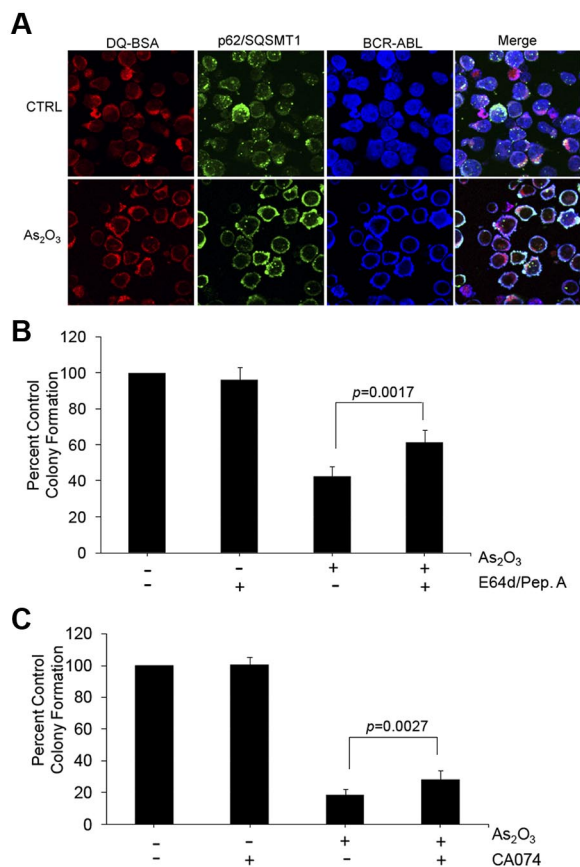 A
DQ-BSA p62/SQSMT1 BCR-ABL Merge
CTRL
As₂O₃
B
Percent Control
Colony Formation
120
100
80
60
40
20
0
p=0.0017
- - + + As₂O₃
- + - + E64d/Pep. A
C
Percent Control
Colony Formation
120
100
80
60
40
20
0
p=0.0027
- - + + As₂O₃
- + - + CA074